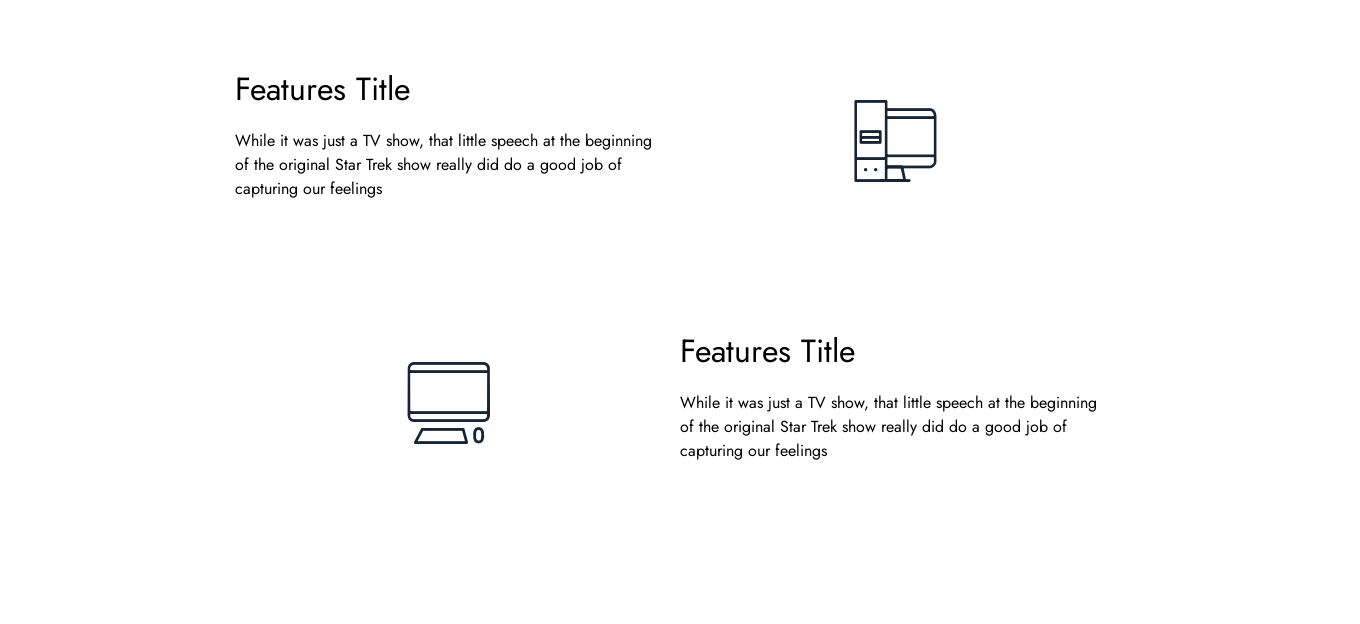 Features Title
While it was just a TV show, that little speech at the beginning
of the original Star Trek show really did do a good job of
capturing our feelings
Features Title
While it was just a TV show, that little speech at the beginning
of the original Star Trek show really did do a good job of
capturing our feelings